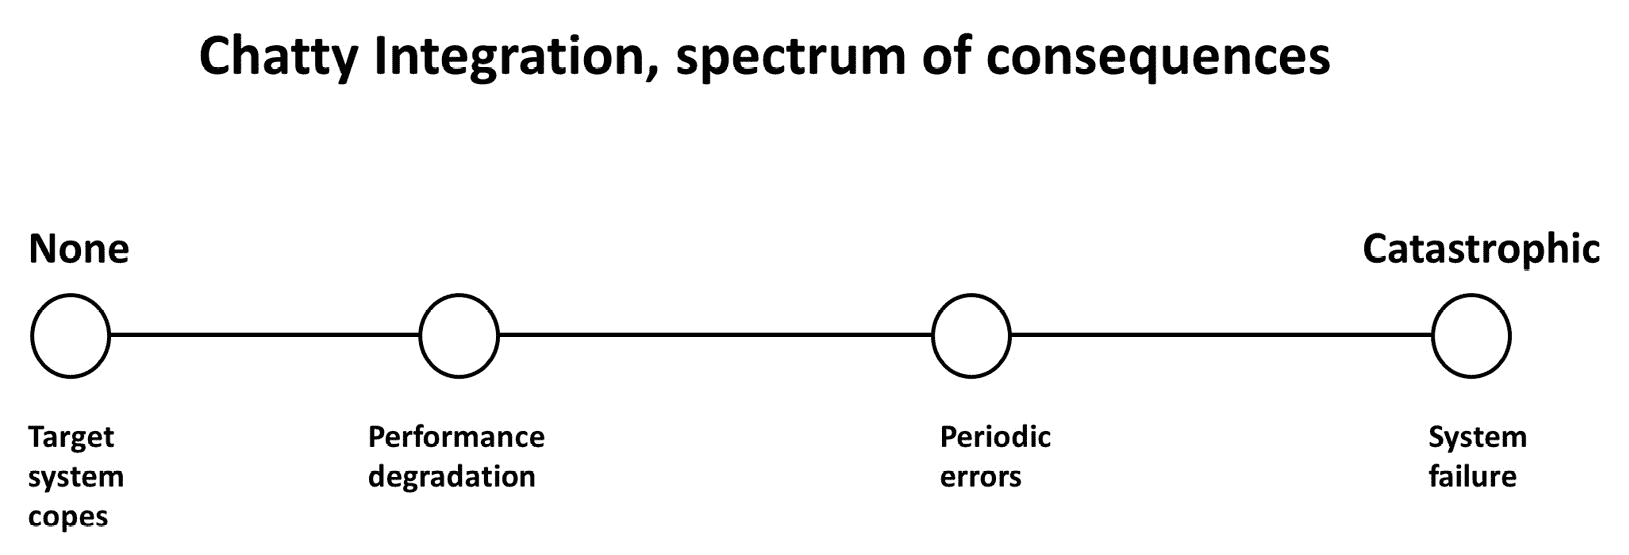 Chatty Integration, spectrum of consequences
None
Catastrophic
Target
system
copes
Performance
degradation
Periodic
errors
System
failure